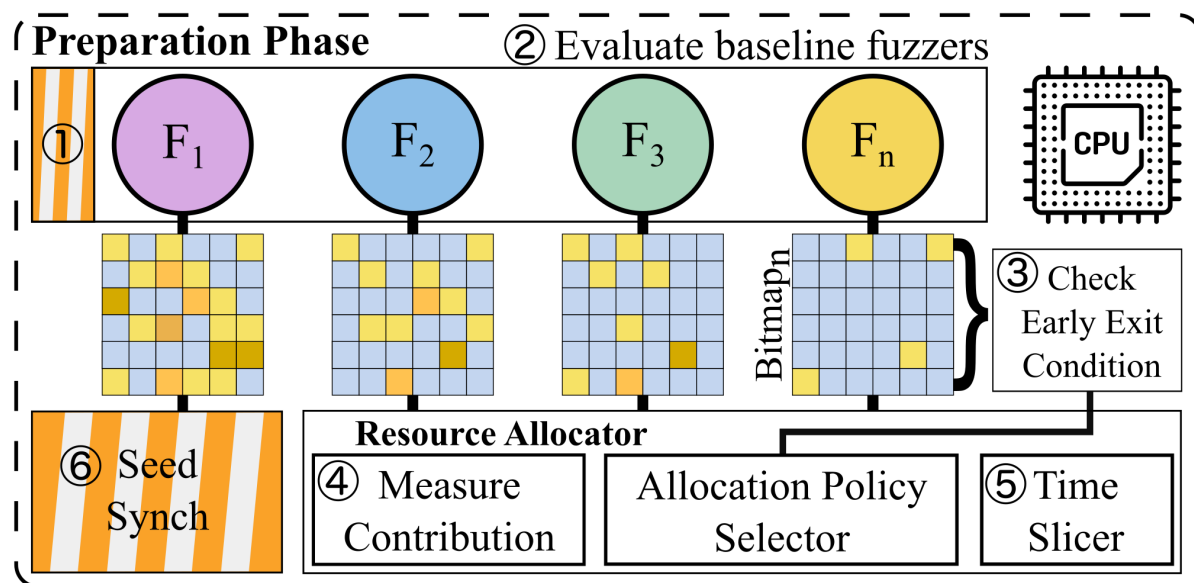 Preparation Phase
② Evaluate baseline fuzzers
①
F1
F2
F3
Fn
CPU
Bitmapn
③ Check
Early Exit
Condition
Resource Allocator
⑥ Seed
Synch
④ Measure
Contribution
Allocation Policy
Selector
⑤ Time
Slicer